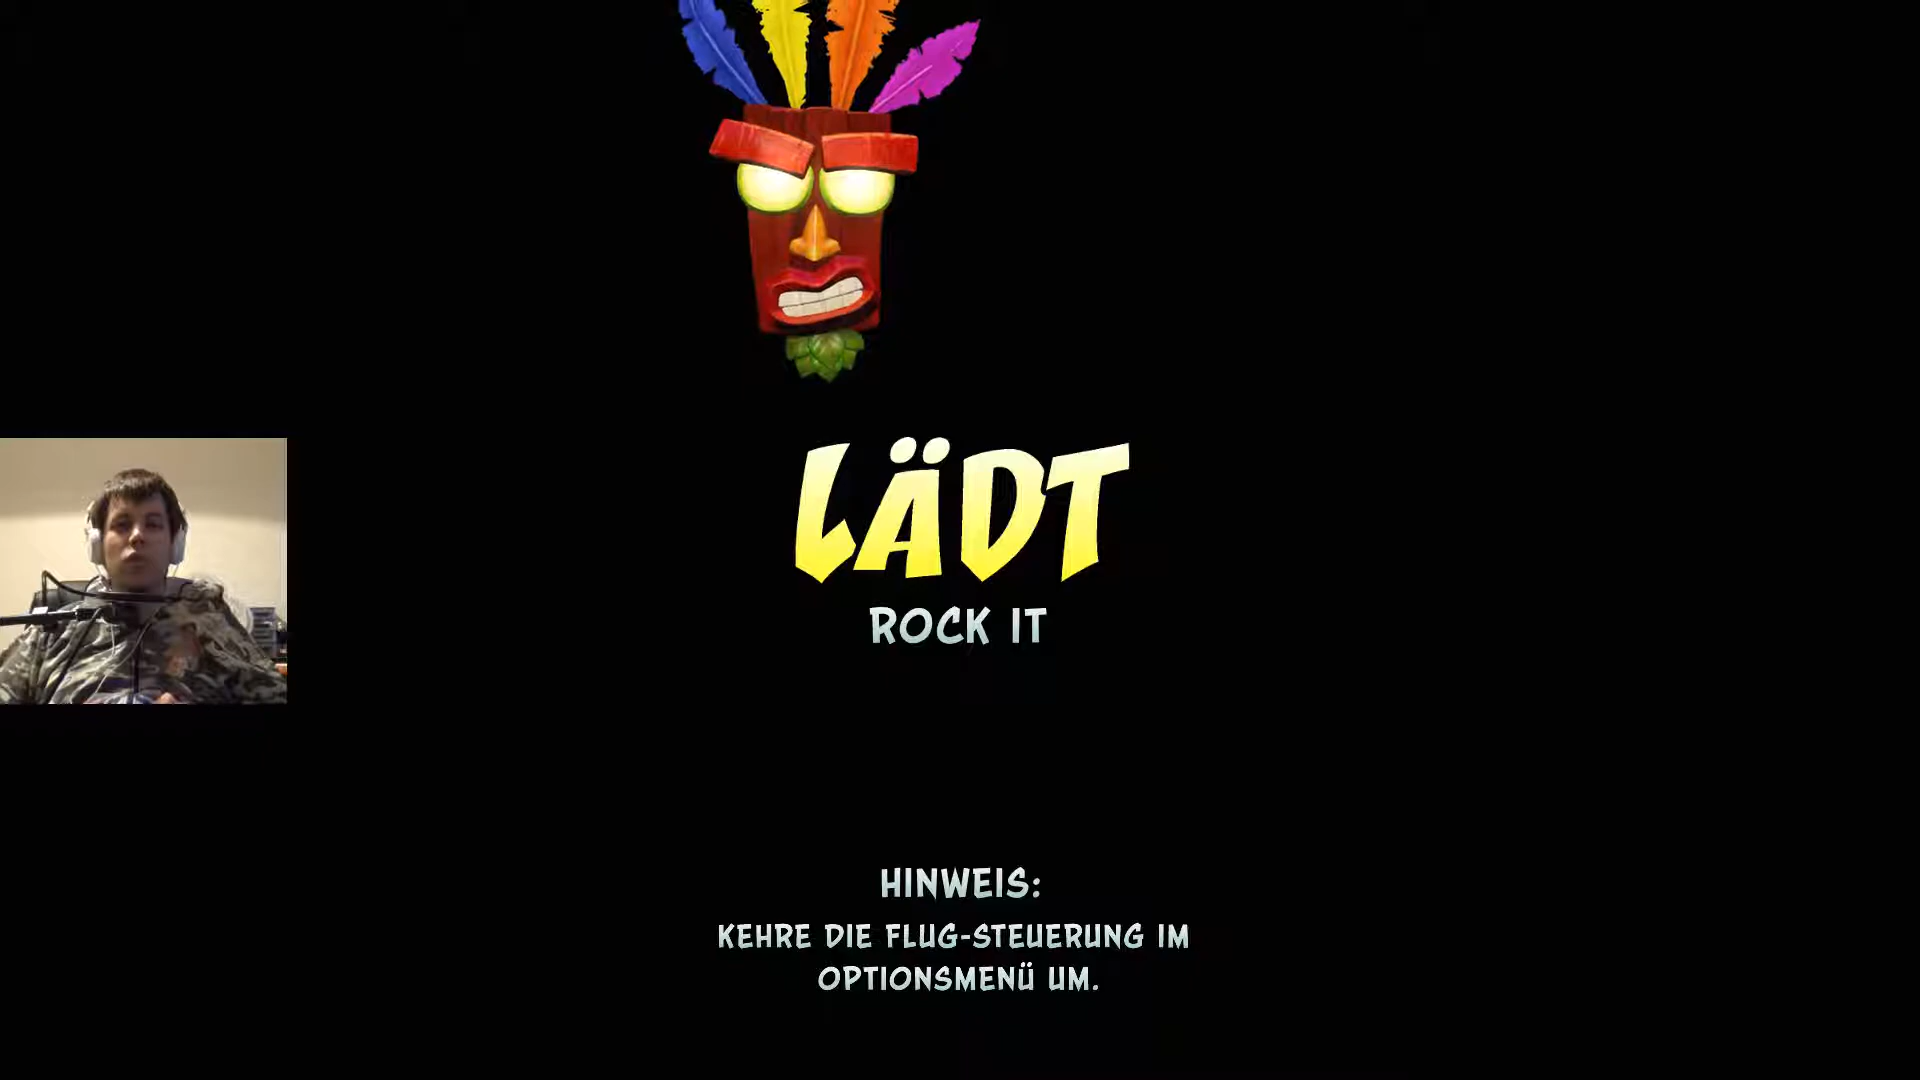 LÄDT
ROCK IT
HINWEIS:
KEHRE DIE FLUG-STEUERUNG IM
OPTIONSMENÜ UM.